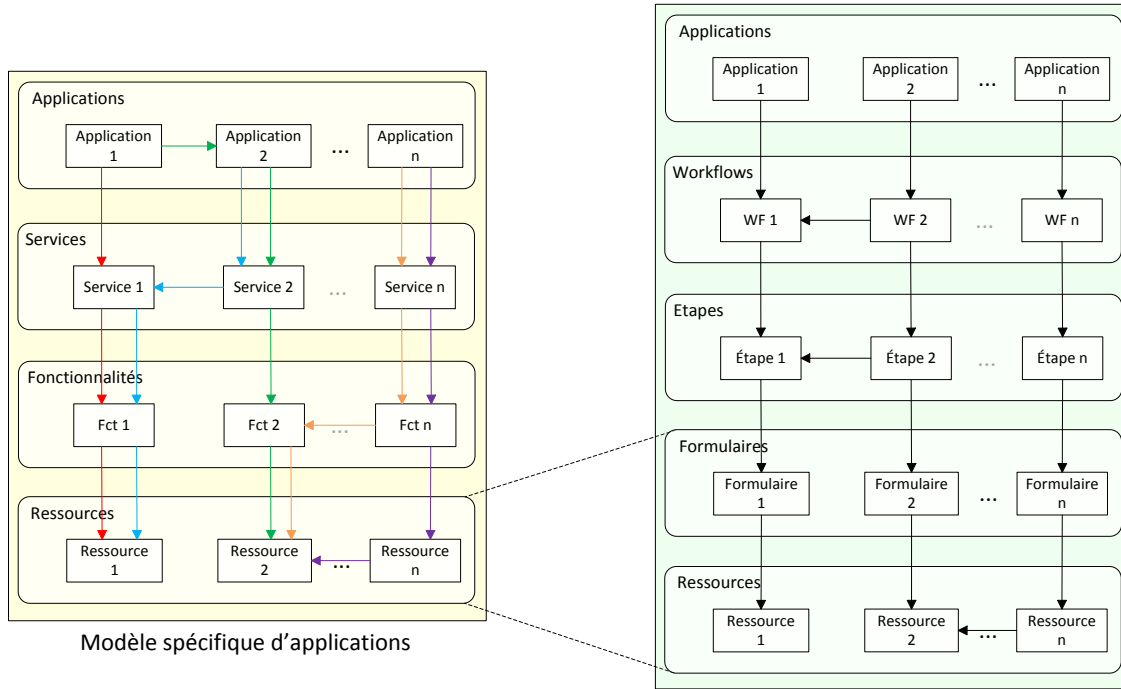 Applications
Application
1
Application
2
...
Application
n
Services
Service 1
Service 2
...
Service n
Fonctionnalités
Fct 1
Fct 2
...
Fct n
Ressources
Ressource
1
Ressource
2
...
Ressource
n
Modèle spécifique d’applications
Applications
Application
1
Application
2
...
Application
n
Workflows
WF 1
WF 2
...
WF n
Etapes
Étape 1
Étape 2
...
Étape n
Formulaires
Formulaire
1
Formulaire
2
...
Formulaire
n
Ressources
Ressource
1
Ressource
2
...
Ressource
n